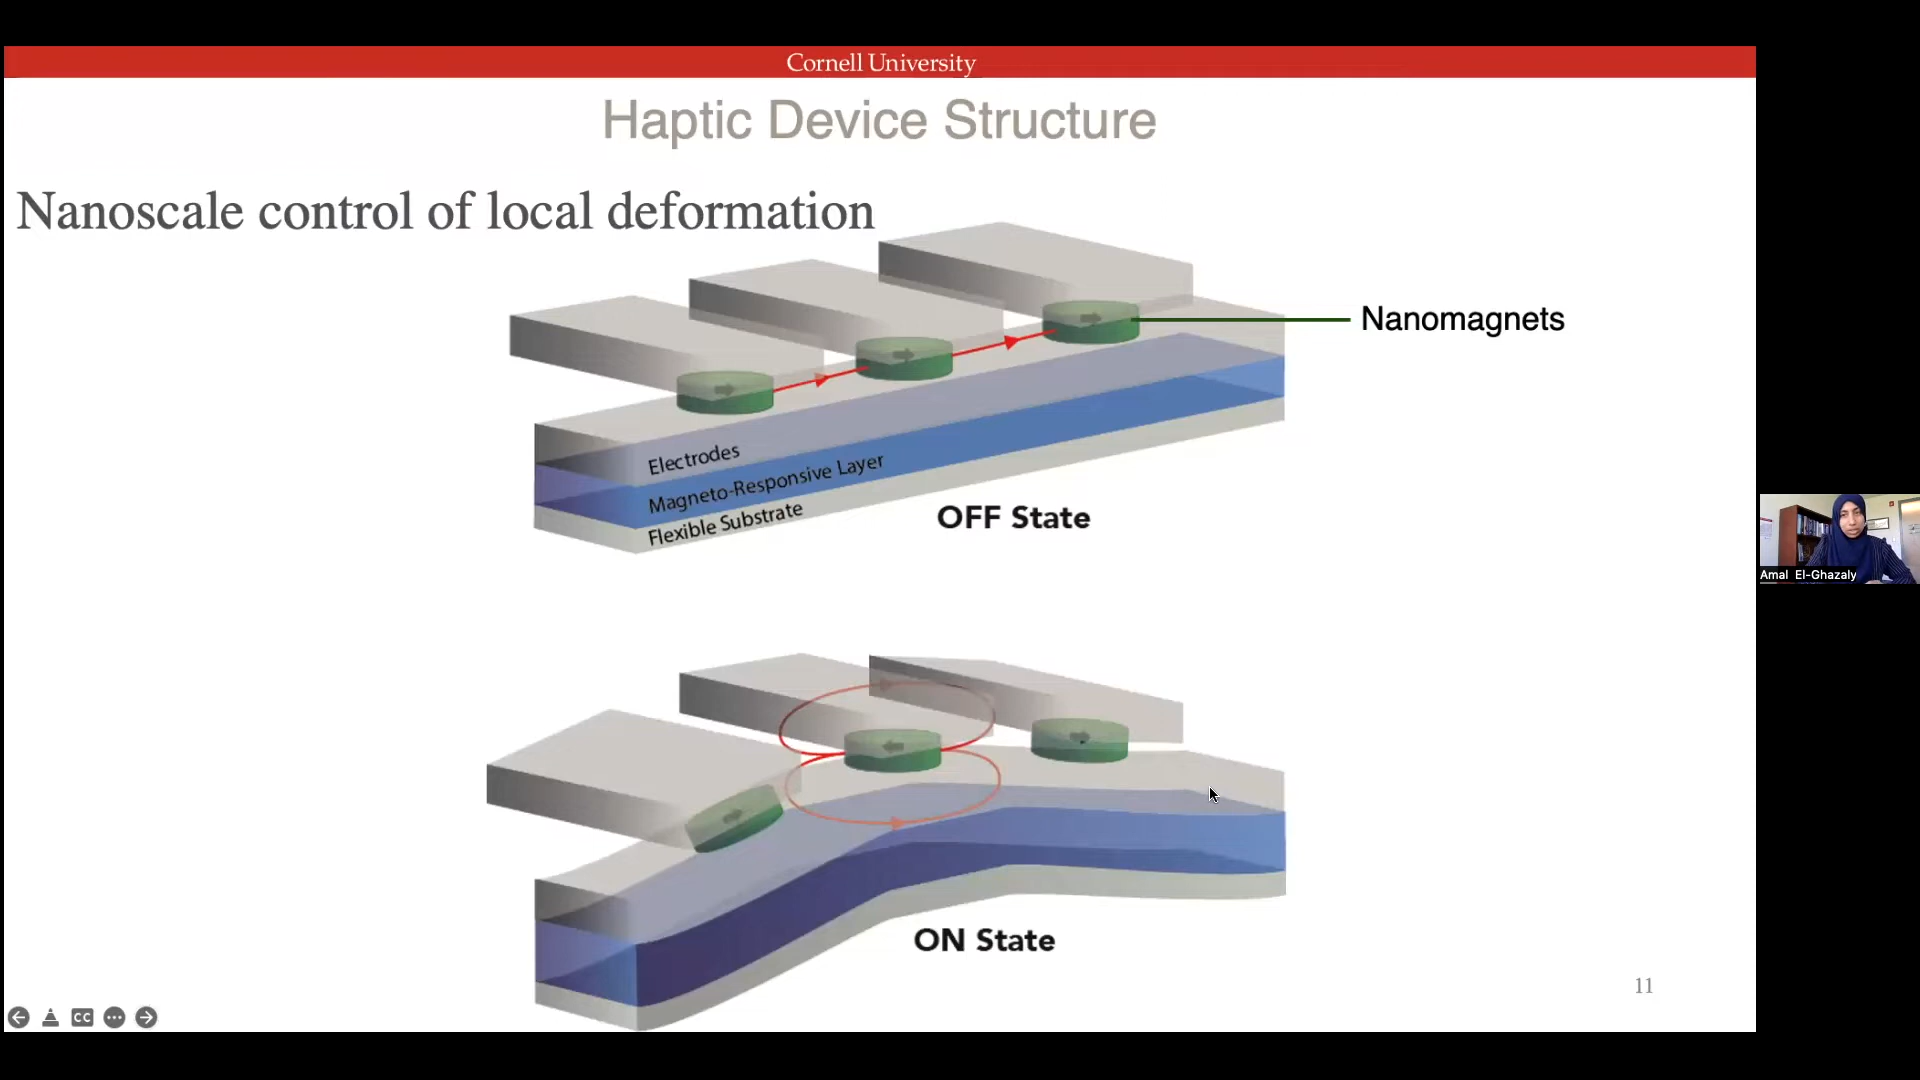 Cornell University
Haptic Device Structure
Nanoscale control of local deformation
Nanomagnets
Electrodes
Magneto-Responsive Layer
Flexible Substrate
OFF State
Amal El-Ghazaly
ON State
11
CC